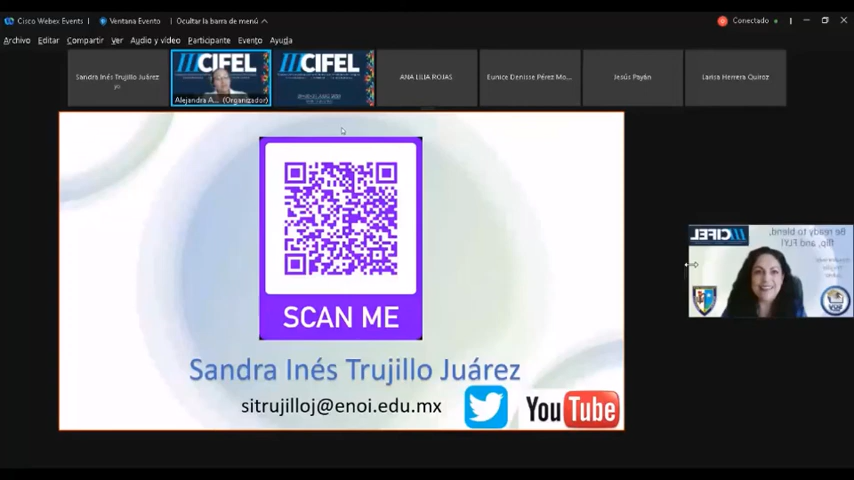 Cisco Webex Events
Ventana Evento
Ocultar la barra de menú
Conectado
Archivo Editar Compartir Ver Audio y vídeo Participante Evento Ayuda
Sandra Inés Trujillo Juárez
yo
CIFEL
Alejandra A... (Organizador)
CIFEL
ANA LILIA ROJAS
Eunice Denisse Pérez Mo...
Jesús Payán
Larisa Herrera Quiroz
SCAN ME
Sandra Inés Trujillo Juárez
sitrujilloj@enoi.edu.mx
YouTube
CIFEL
Be ready to blend,
flip, and FLY!